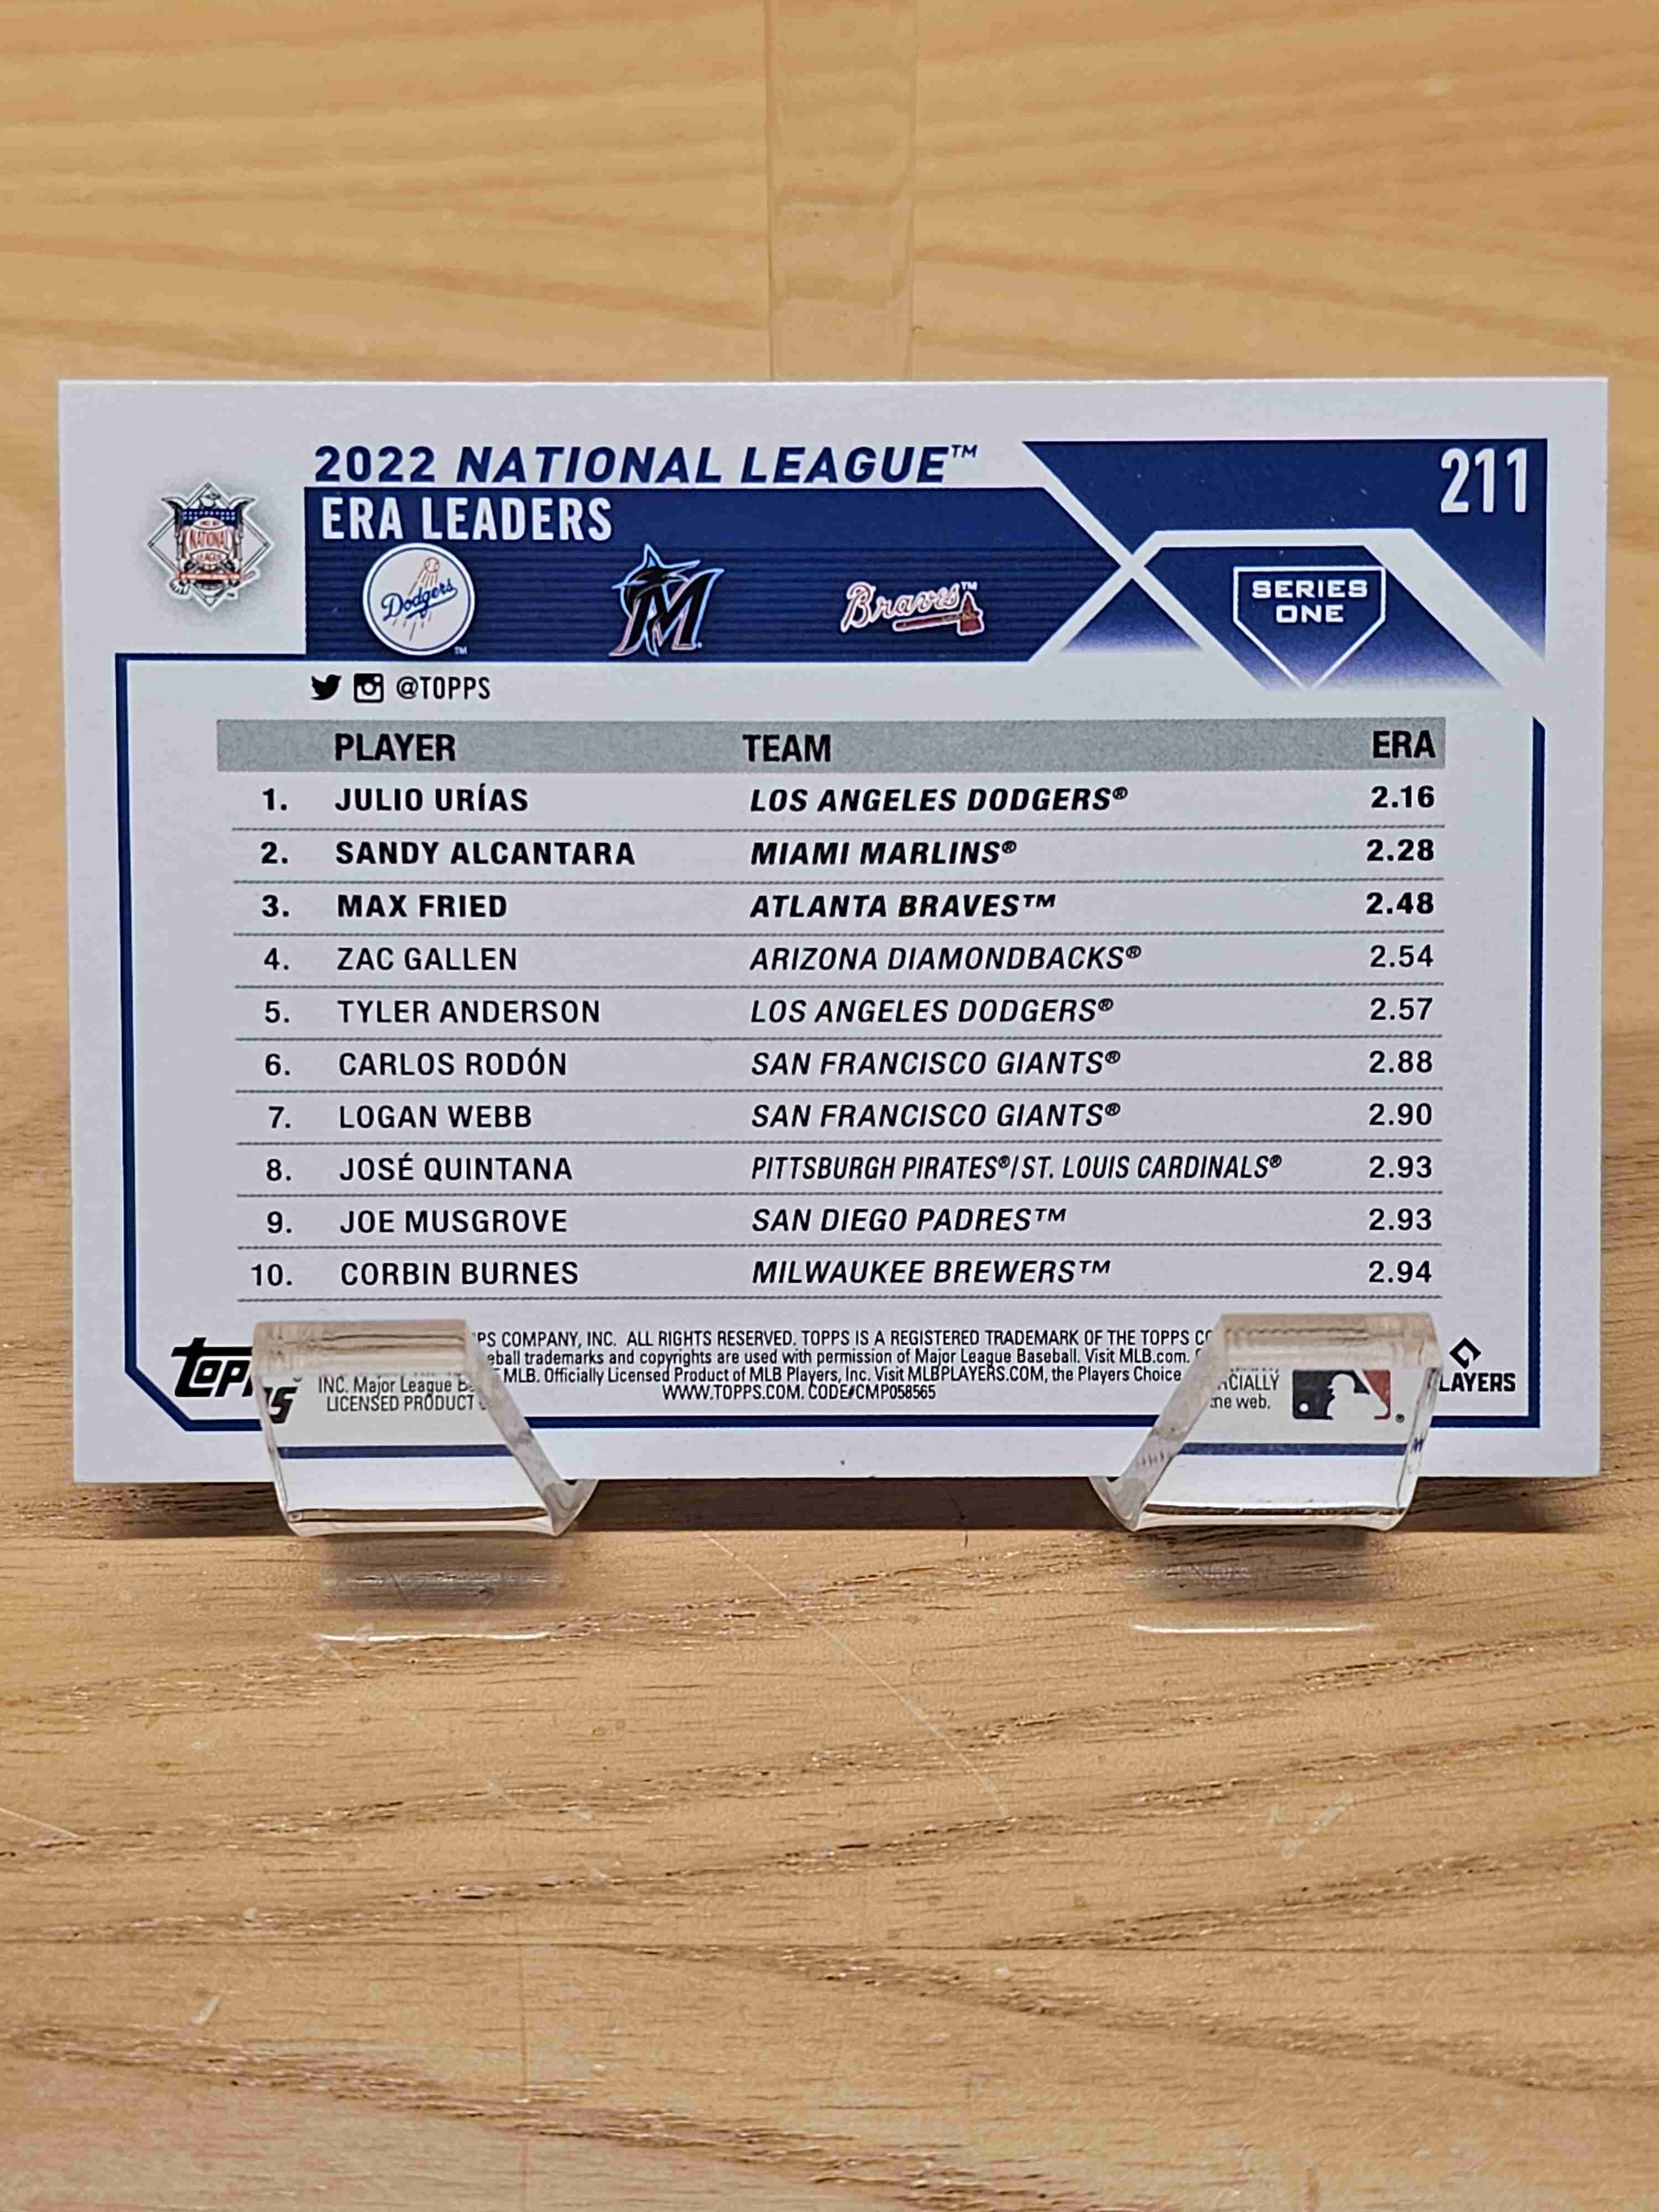 2022 NATIONAL LEAGUE™
211
ERA LEADERS
NATIONAL LEAGUE
Dodgers™
M
Braves™
SERIES
ONE
@TOPPS
PLAYER TEAM ERA
1. JULIO URÍAS LOS ANGELES DODGERS® 2.16
2. SANDY ALCANTARA MIAMI MARLINS® 2.28
3. MAX FRIED ATLANTA BRAVES™ 2.48
4. ZAC GALLEN ARIZONA DIAMONDBACKS® 2.54
5. TYLER ANDERSON LOS ANGELES DODGERS® 2.57
6. CARLOS RODÓN SAN FRANCISCO GIANTS® 2.88
7. LOGAN WEBB SAN FRANCISCO GIANTS® 2.90
8. JOSÉ QUINTANA PITTSBURGH PIRATES®/ST. LOUIS CARDINALS® 2.93
9. JOE MUSGROVE SAN DIEGO PADRES™ 2.93
10. CORBIN BURNES MILWAUKEE BREWERS™ 2.94
Topps
COMPANY, INC. ALL RIGHTS RESERVED. TOPPS IS A REGISTERED TRADEMARK OF THE TOPPS
trademarks and copyrights are used with permission of Major League Baseball. Visit MLB.com.
INC. Major League
MLB. Officially Licensed Product of MLB Players, Inc. Visit MLBPLAYERS.COM, the Players Choice
LICENSED PRODUCT
WWW.TOPPS.COM. CODE#CMP058565
the web.